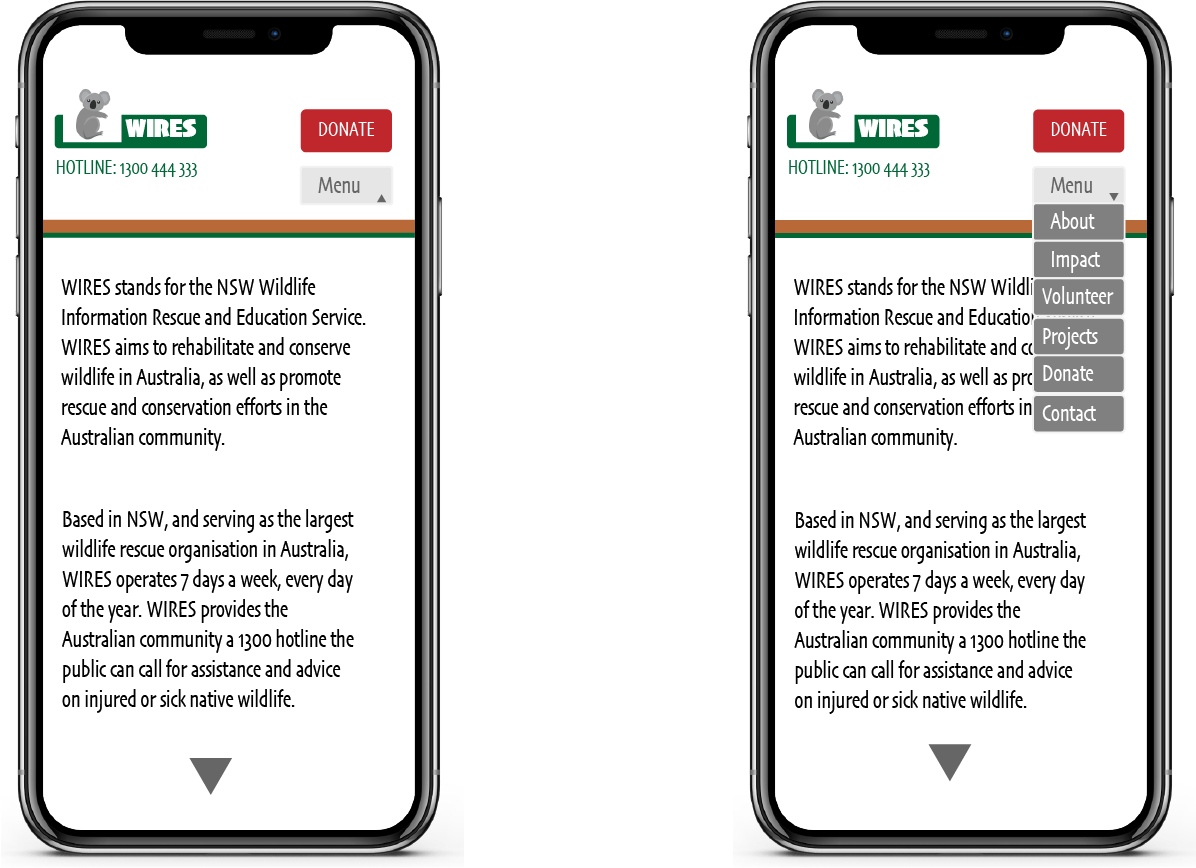 WIRES
DONATE
HOTLINE: 1300 444 333
Menu
WIRES stands for the NSW Wildlife
Information Rescue and Education Service.
WIRES aims to rehabilitate and conserve
wildlife in Australia, as well as promote
rescue and conservation efforts in the
Australian community.
Based in NSW, and serving as the largest
wildlife rescue organisation in Australia,
WIRES operates 7 days a week, every day
of the year. WIRES provides the
Australian community a 1300 hotline the
public can call for assistance and advice
on injured or sick native wildlife.
WIRES
DONATE
HOTLINE: 1300 444 333
Menu
About
Impact
Volunteer
Projects
Donate
Contact
WIRES stands for the NSW Wildli
Information Rescue and Educatio
WIRES aims to rehabilitate and co
wildlife in Australia, as well as pro
rescue and conservation efforts in
Australian community.
Based in NSW, and serving as the largest
wildlife rescue organisation in Australia,
WIRES operates 7 days a week, every day
of the year. WIRES provides the
Australian community a 1300 hotline the
public can call for assistance and advice
on injured or sick native wildlife.